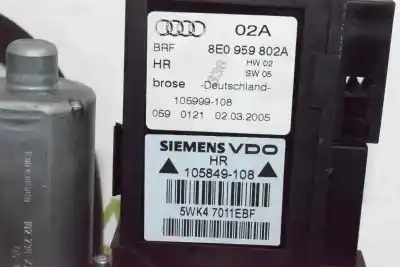 02A
BRF 8E0 959 802A
HR HW 02
SW 05
brose -Deutschland-
105999-108
059 0121 02.03.2005
SIEMENS VDO
HR
105849-108
5WK4 7011EBF